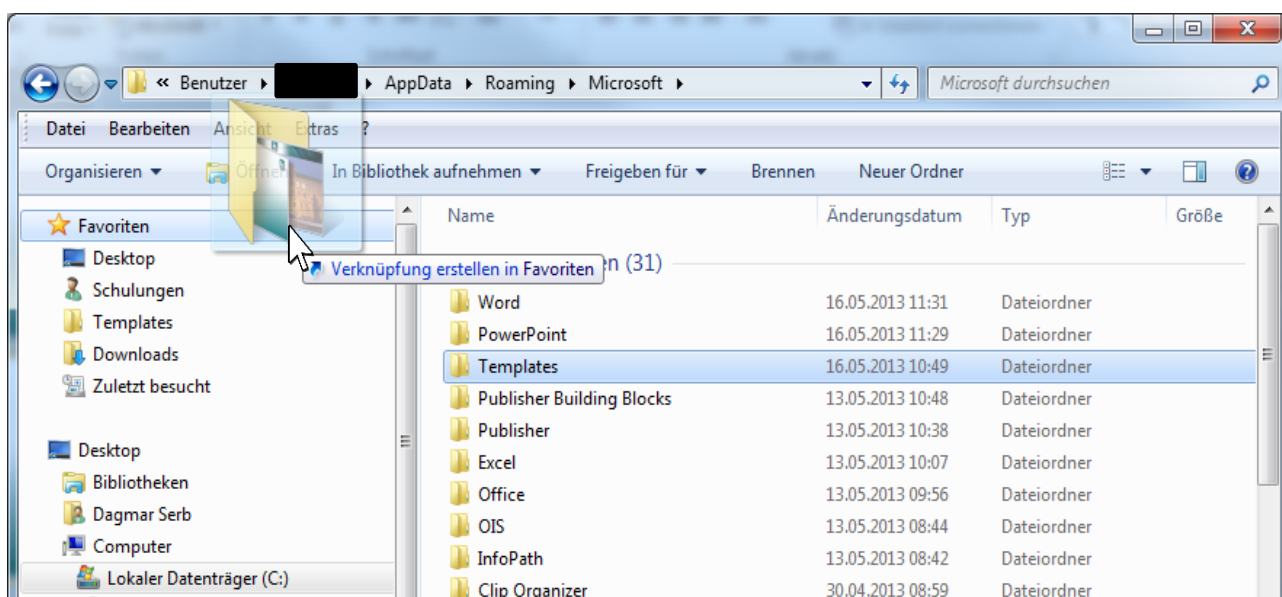 « Benutzer ▸ ▸ AppData ▸ Roaming ▸ Microsoft ▸ Microsoft durchsuchen
Datei Bearbeiten Ansicht Extras ?
Organisieren Öffnen In Bibliothek aufnehmen Freigeben für Brennen Neuer Ordner
Favoriten
Desktop
Schulungen
Templates
Downloads
Zuletzt besucht
Desktop
Bibliotheken
Dagmar Serb
Computer
Lokaler Datenträger (C:)
Verknüpfung erstellen in Favoriten
Name Änderungsdatum Typ Größe
(31)
Word 16.05.2013 11:31 Dateiordner
PowerPoint 16.05.2013 11:29 Dateiordner
Templates 16.05.2013 10:49 Dateiordner
Publisher Building Blocks 13.05.2013 10:48 Dateiordner
Publisher 13.05.2013 10:38 Dateiordner
Excel 13.05.2013 10:07 Dateiordner
Office 13.05.2013 09:56 Dateiordner
OIS 13.05.2013 08:44 Dateiordner
InfoPath 13.05.2013 08:42 Dateiordner
Clip Organizer 30.04.2013 08:59 Dateiordner